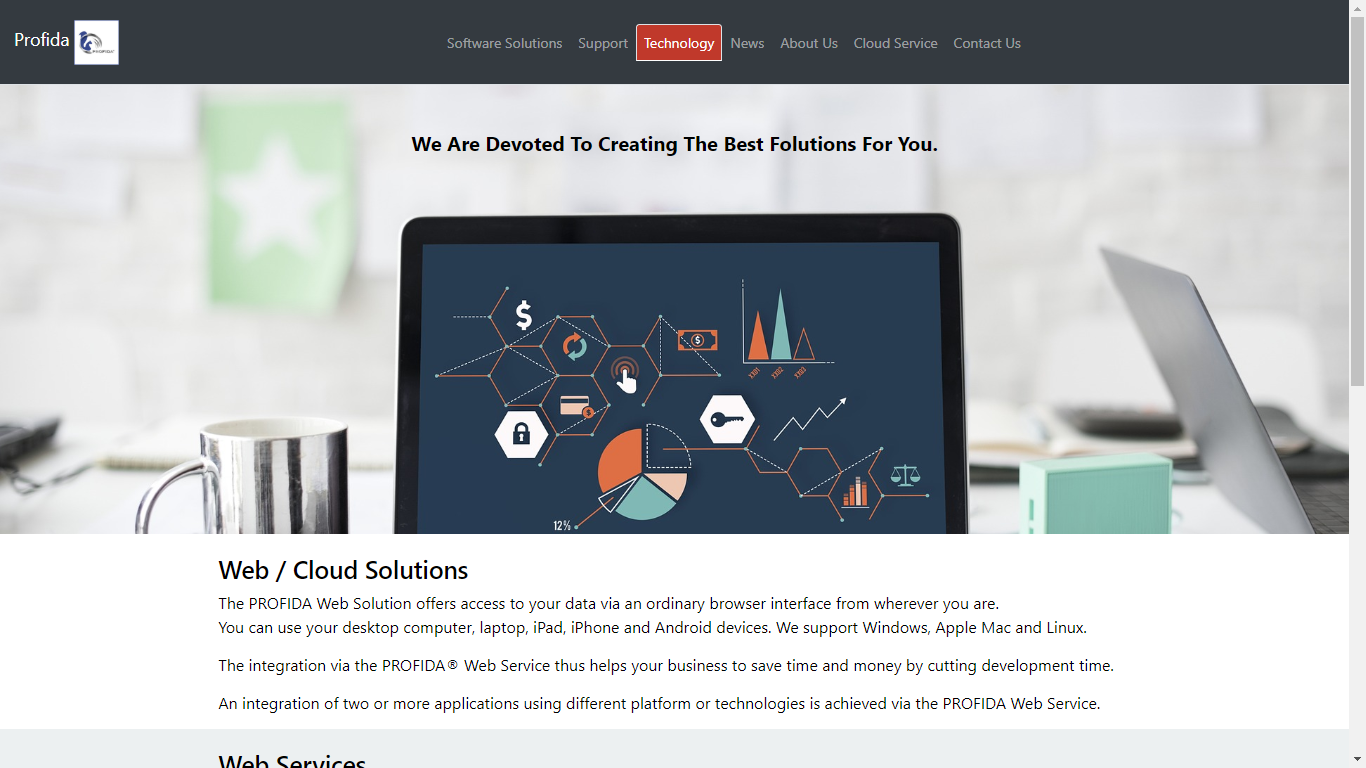 Profida PROFIDA
Software Solutions Support Technology News About Us Cloud Service Contact Us
We Are Devoted To Creating The Best Folutions For You.
$
$
XX01 XX02 XX03
$
12%
Web / Cloud Solutions
The PROFIDA Web Solution offers access to your data via an ordinary browser interface from wherever you are.
You can use your desktop computer, laptop, iPad, iPhone and Android devices. We support Windows, Apple Mac and Linux.
The integration via the PROFIDA® Web Service thus helps your business to save time and money by cutting development time.
An integration of two or more applications using different platform or technologies is achieved via the PROFIDA Web Service.
Web Services